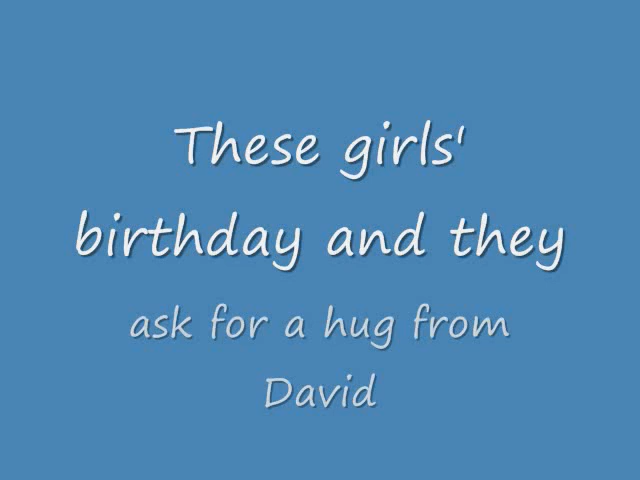 These girls'
birthday and they
ask for a hug from
David